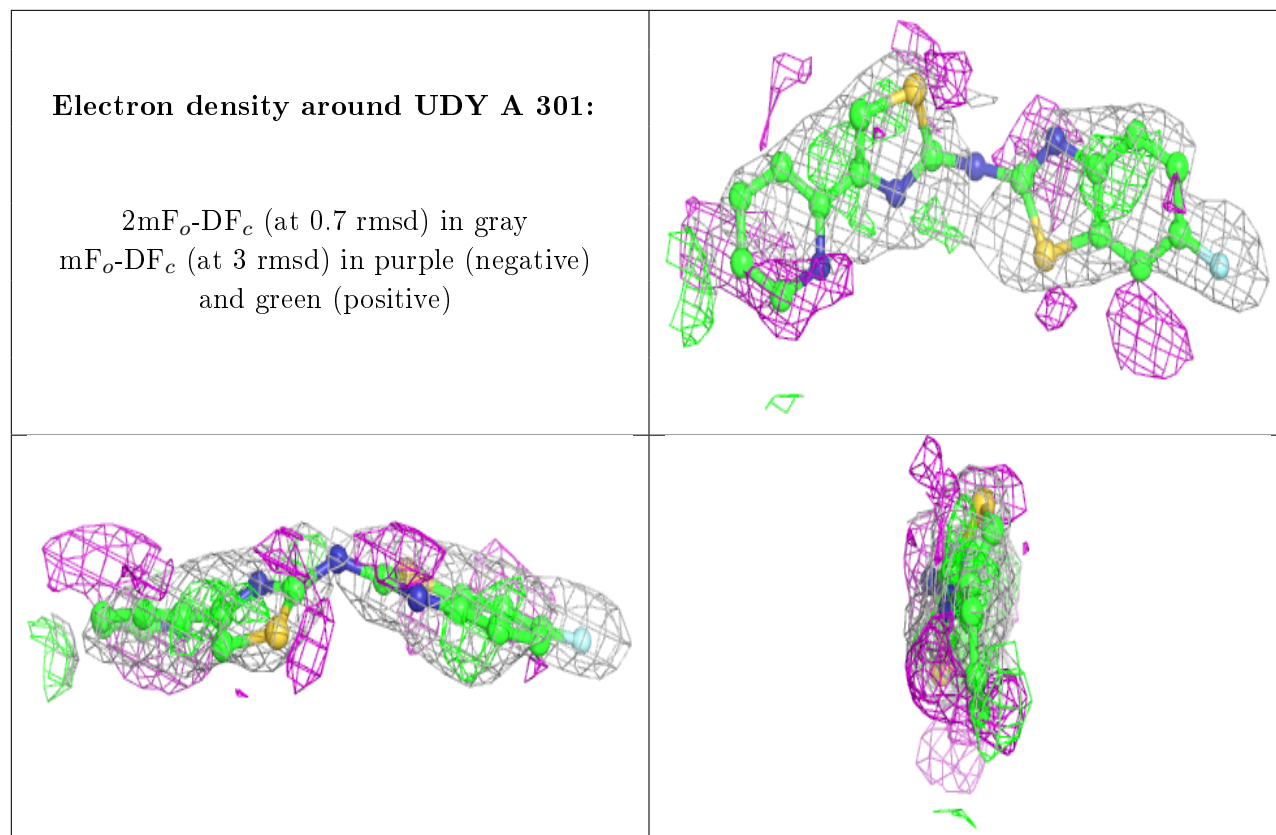 Electron density around UDY A 301:
2mFₒ-DF𝑐 (at 0.7 rmsd) in gray
mFₒ-DF𝑐 (at 3 rmsd) in purple (negative)
and green (positive)